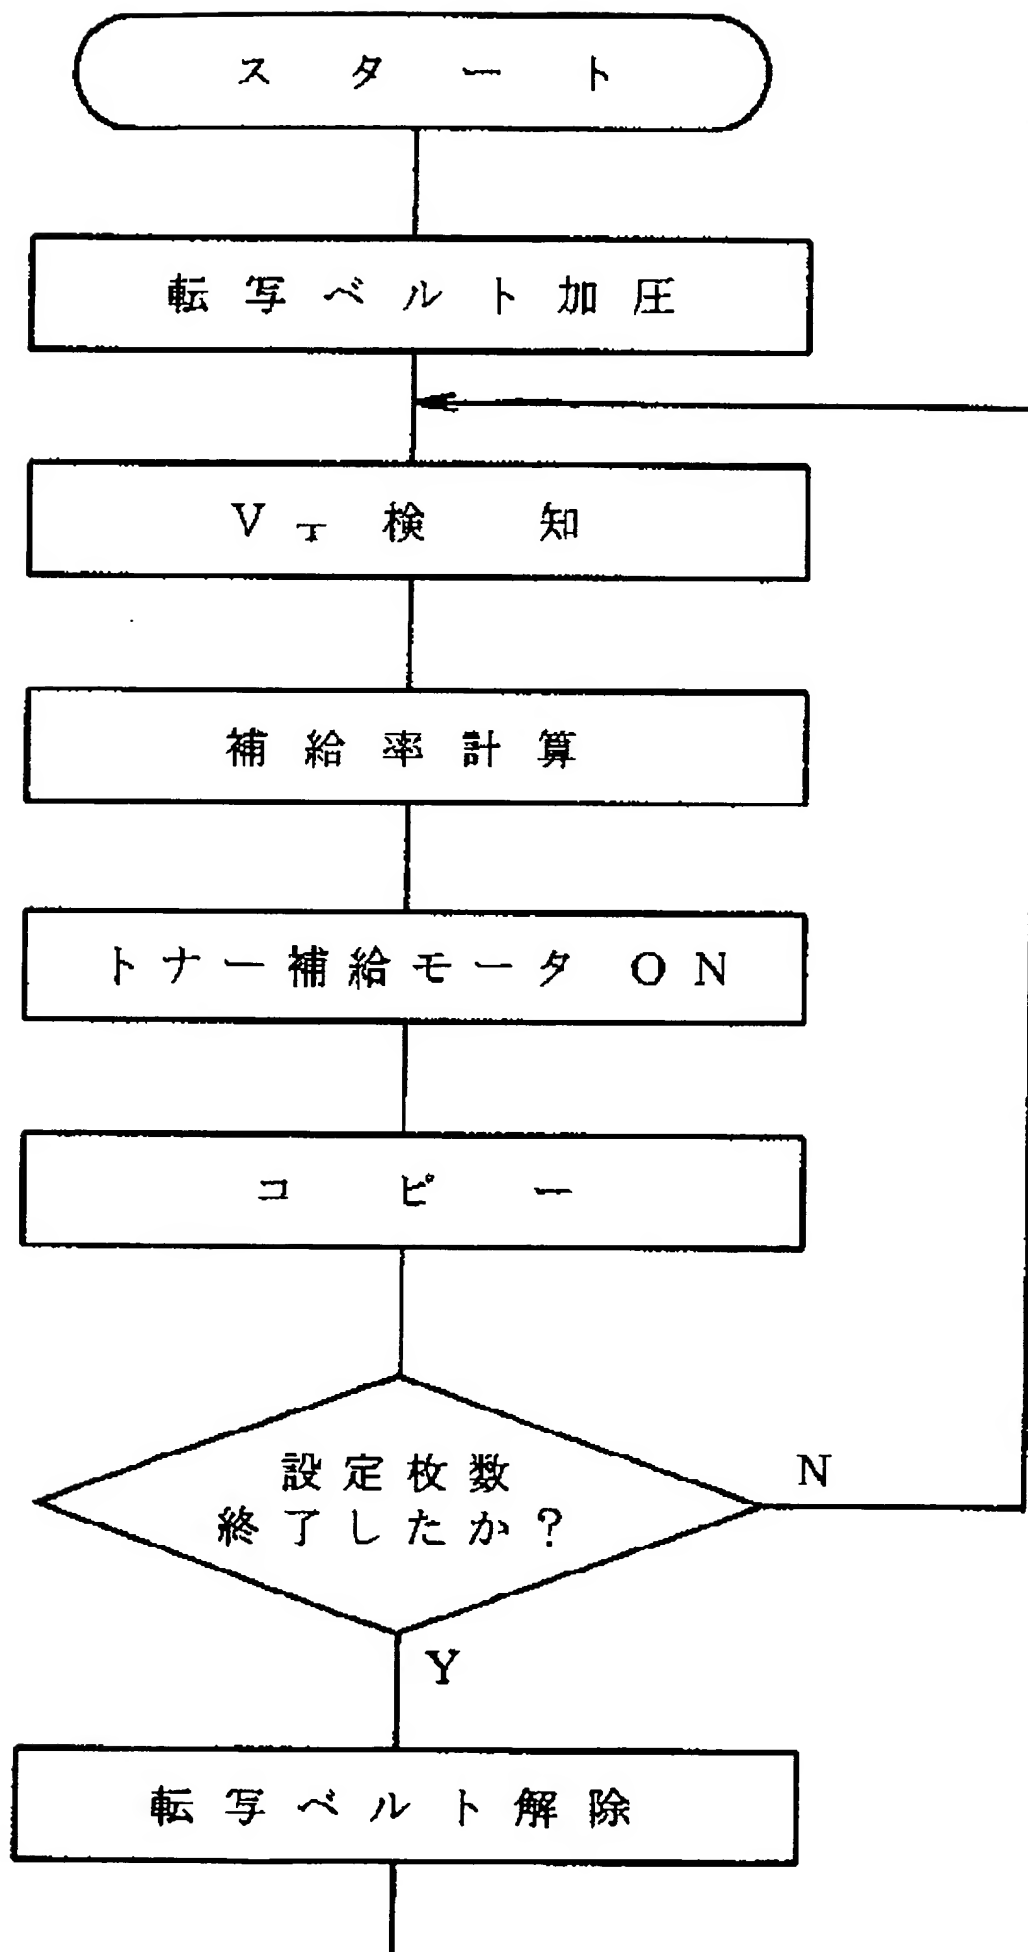 スタート
転写ベルト加圧
VT検知
補給率計算
トナー補給モータ ON
コピー
設定枚数
終了したか?
N
Y
転写ベルト解除